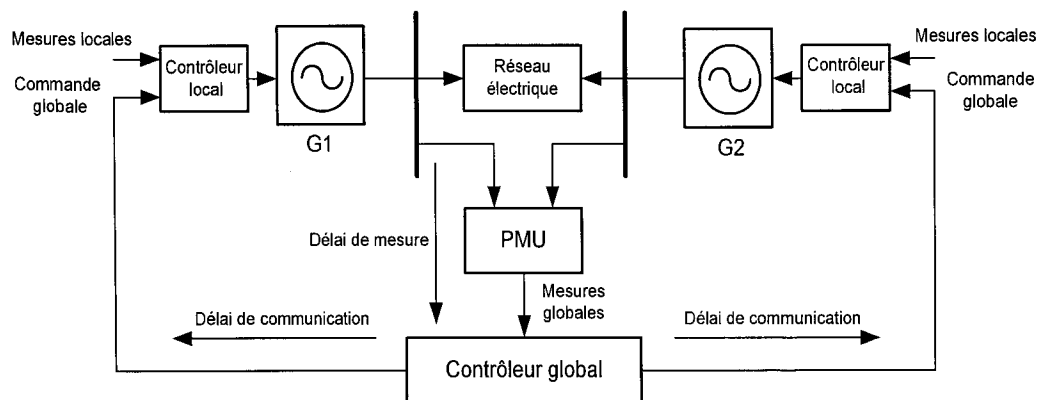 Mesures locales
Commande
globale
Contrôleur
local
G1
Réseau
électrique
G2
Contrôleur
local
Mesures locales
Commande
globale
Délai de mesure
PMU
Mesures
globales
Délai de communication
Délai de communication
Contrôleur global